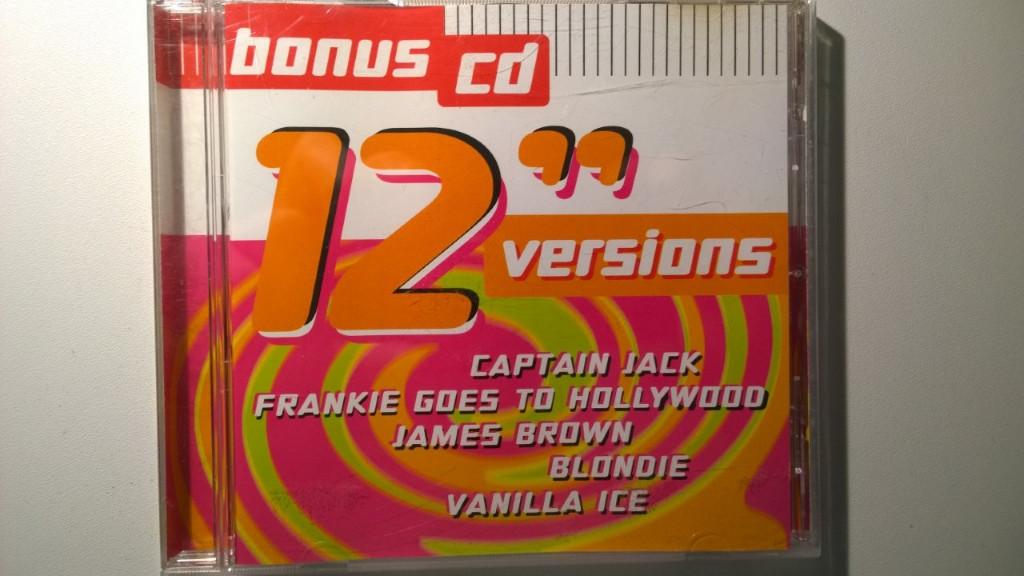 bonus cd
12"
versions
CAPTAIN JACK
FRANKIE GOES TO HOLLYWOOD
JAMES BROWN
BLONDIE
VANILLA ICE